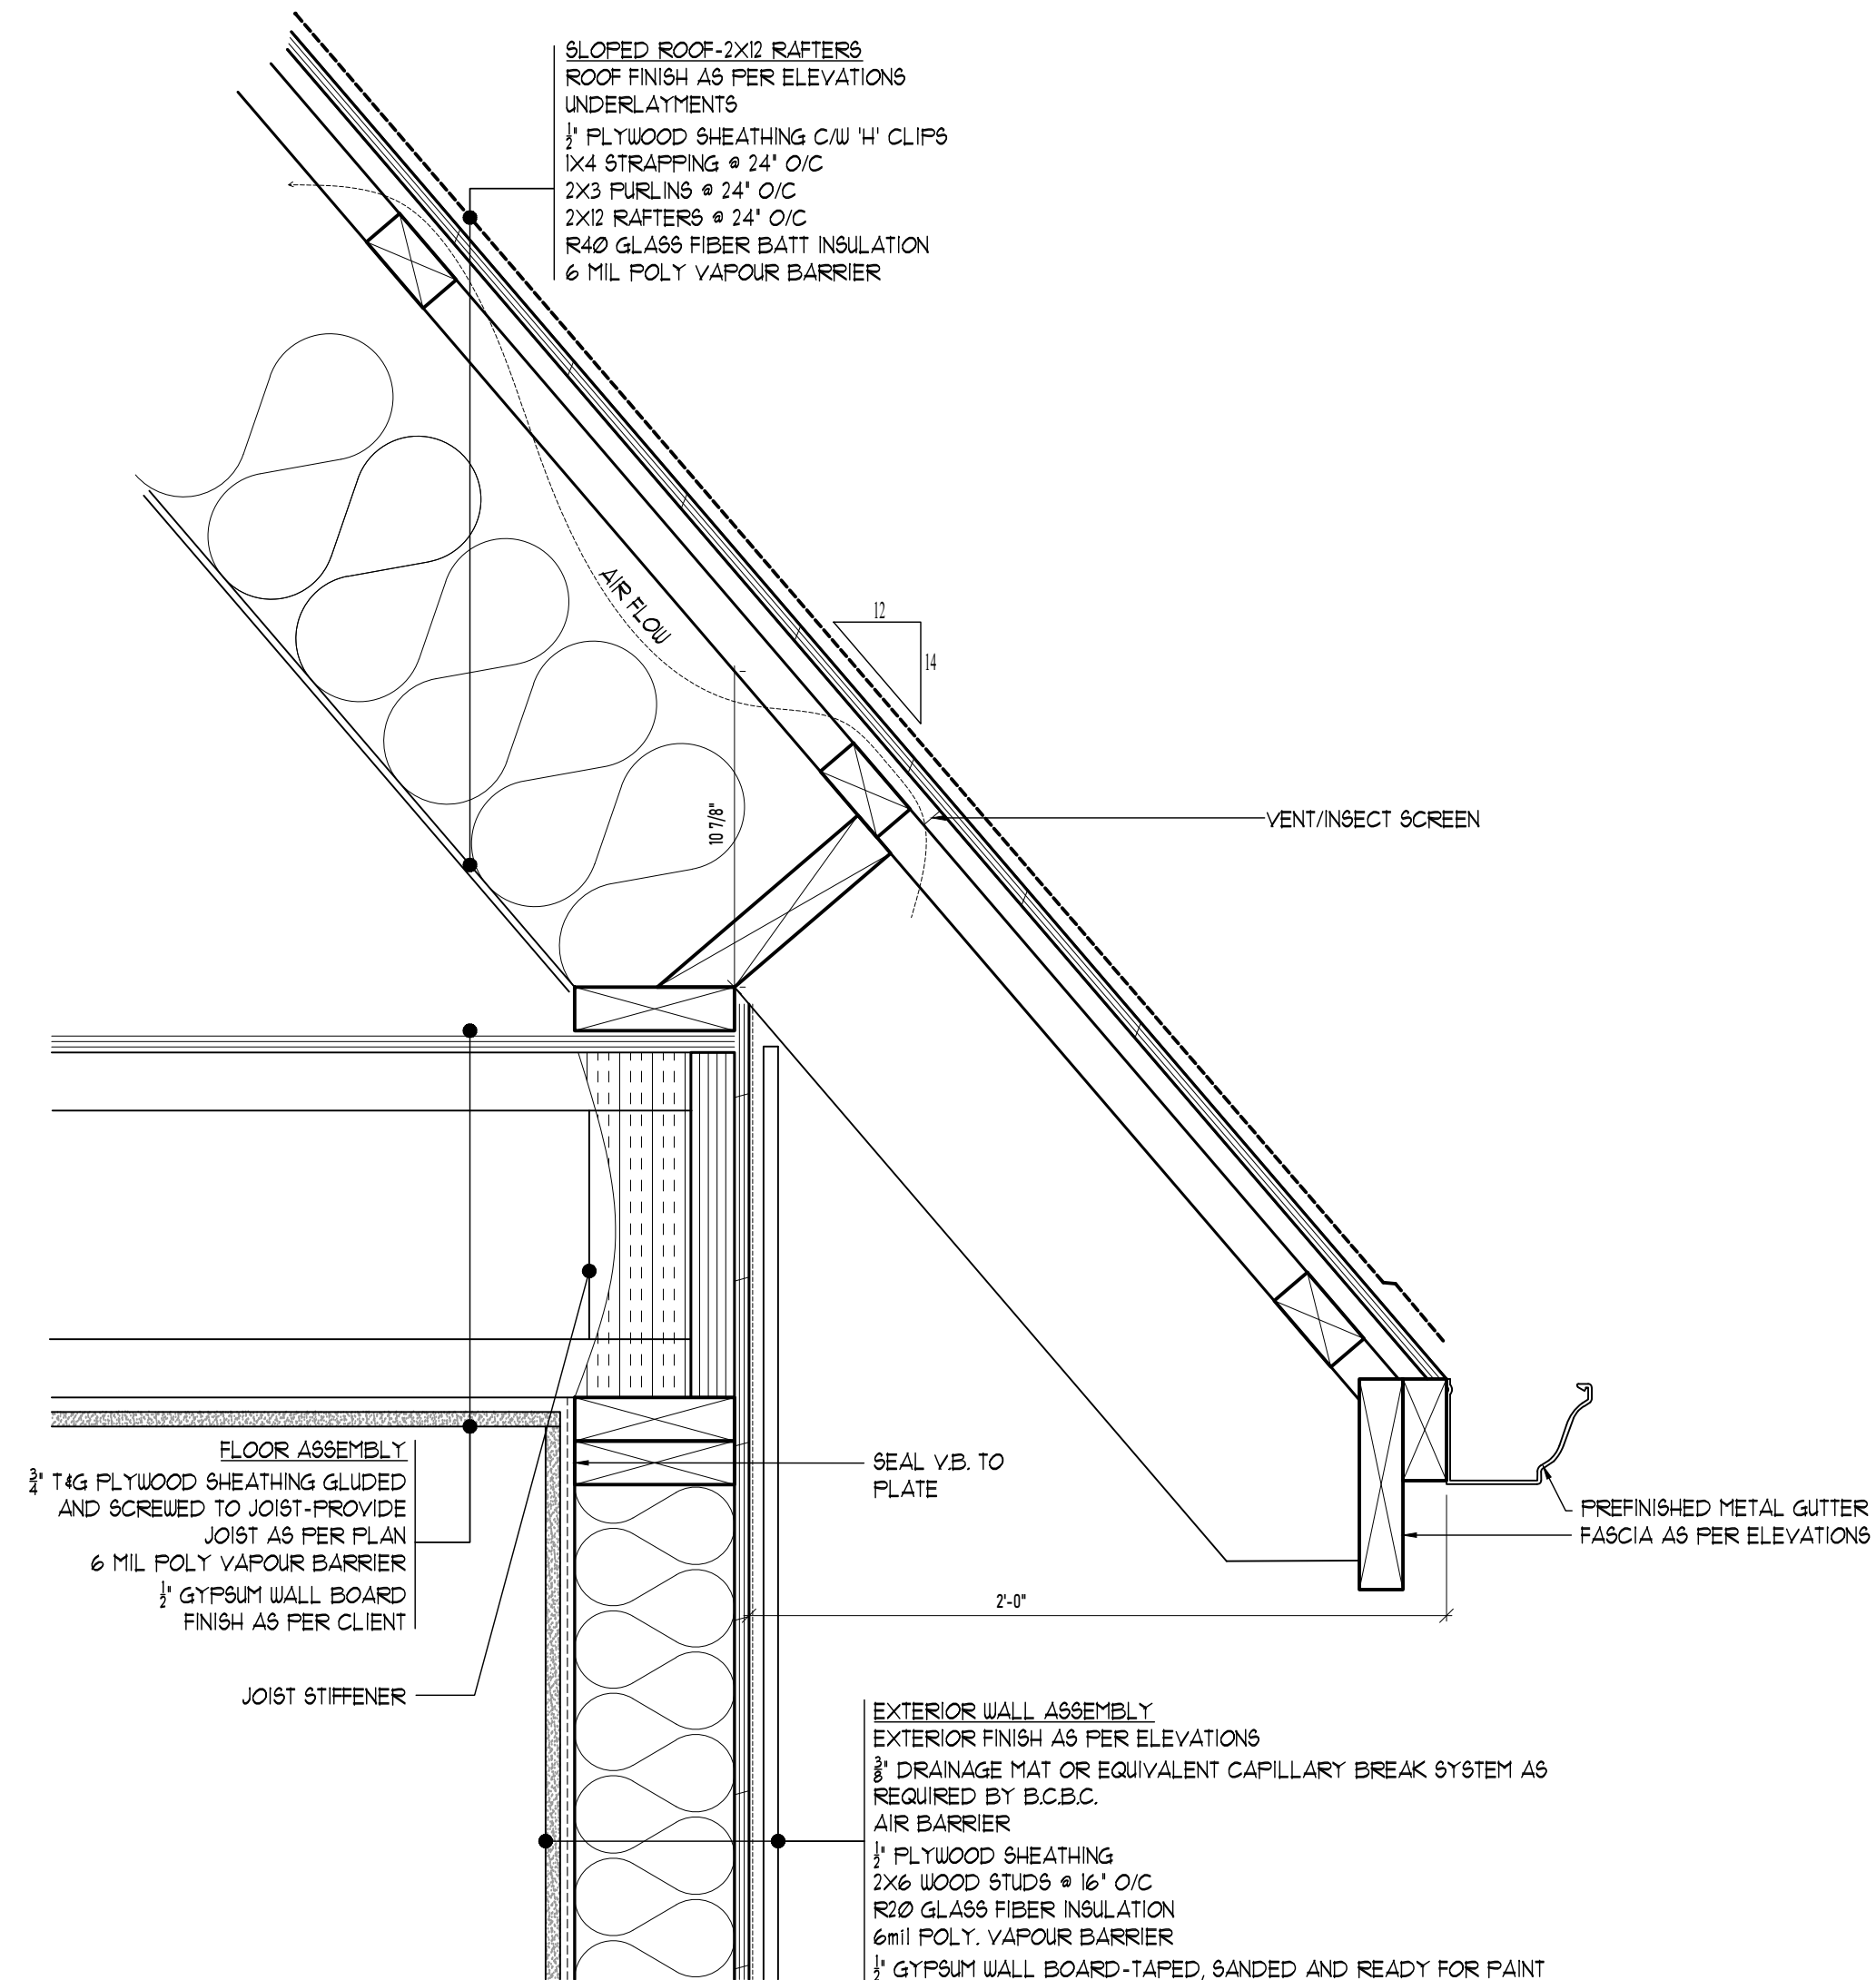 SLOPED ROOF-2X12 RAFTERS
ROOF FINISH AS PER ELEVATIONS
UNDERLAYMENTS
1/2" PLYWOOD SHEATHING C/W 'H' CLIPS
1X4 STRAPPING @ 24" O/C
2X3 PURLINS @ 24" O/C
2X12 RAFTERS @ 24" O/C
R40 GLASS FIBER BATT INSULATION
6 MIL POLY VAPOUR BARRIER
AIR FLOW
12
14
10 7/8"
VENT/INSECT SCREEN
FLOOR ASSEMBLY
3/4" T&G PLYWOOD SHEATHING GLUDED
AND SCREWED TO JOIST-PROVIDE
JOIST AS PER PLAN
6 MIL POLY VAPOUR BARRIER
1/2" GYPSUM WALL BOARD
FINISH AS PER CLIENT
JOIST STIFFENER
SEAL V.B. TO
PLATE
PREFINISHED METAL GUTTER
FASCIA AS PER ELEVATIONS
2'-0"
EXTERIOR WALL ASSEMBLY
EXTERIOR FINISH AS PER ELEVATIONS
3/8" DRAINAGE MAT OR EQUIVALENT CAPILLARY BREAK SYSTEM AS
REQUIRED BY B.C.B.C.
AIR BARRIER
1/2" PLYWOOD SHEATHING
2X6 WOOD STUDS @ 16" O/C
R20 GLASS FIBER INSULATION
6mil POLY. VAPOUR BARRIER
1/2" GYPSUM WALL BOARD-TAPED, SANDED AND READY FOR PAINT